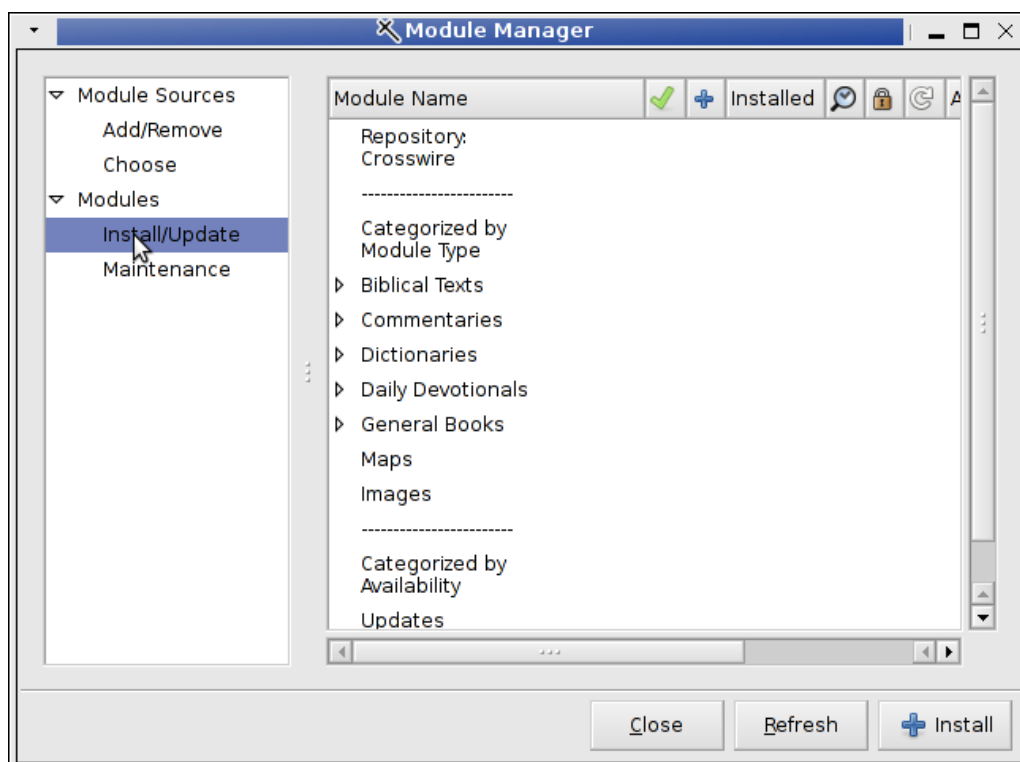 Module Manager
Module Sources
Add/Remove
Choose
Modules
Install/Update
Maintenance
Module Name
Installed
A
Repository:
Crosswire
------------------------
Categorized by
Module Type
Biblical Texts
Commentaries
Dictionaries
Daily Devotionals
General Books
Maps
Images
------------------------
Categorized by
Availability
Updates
Close
Refresh
Install